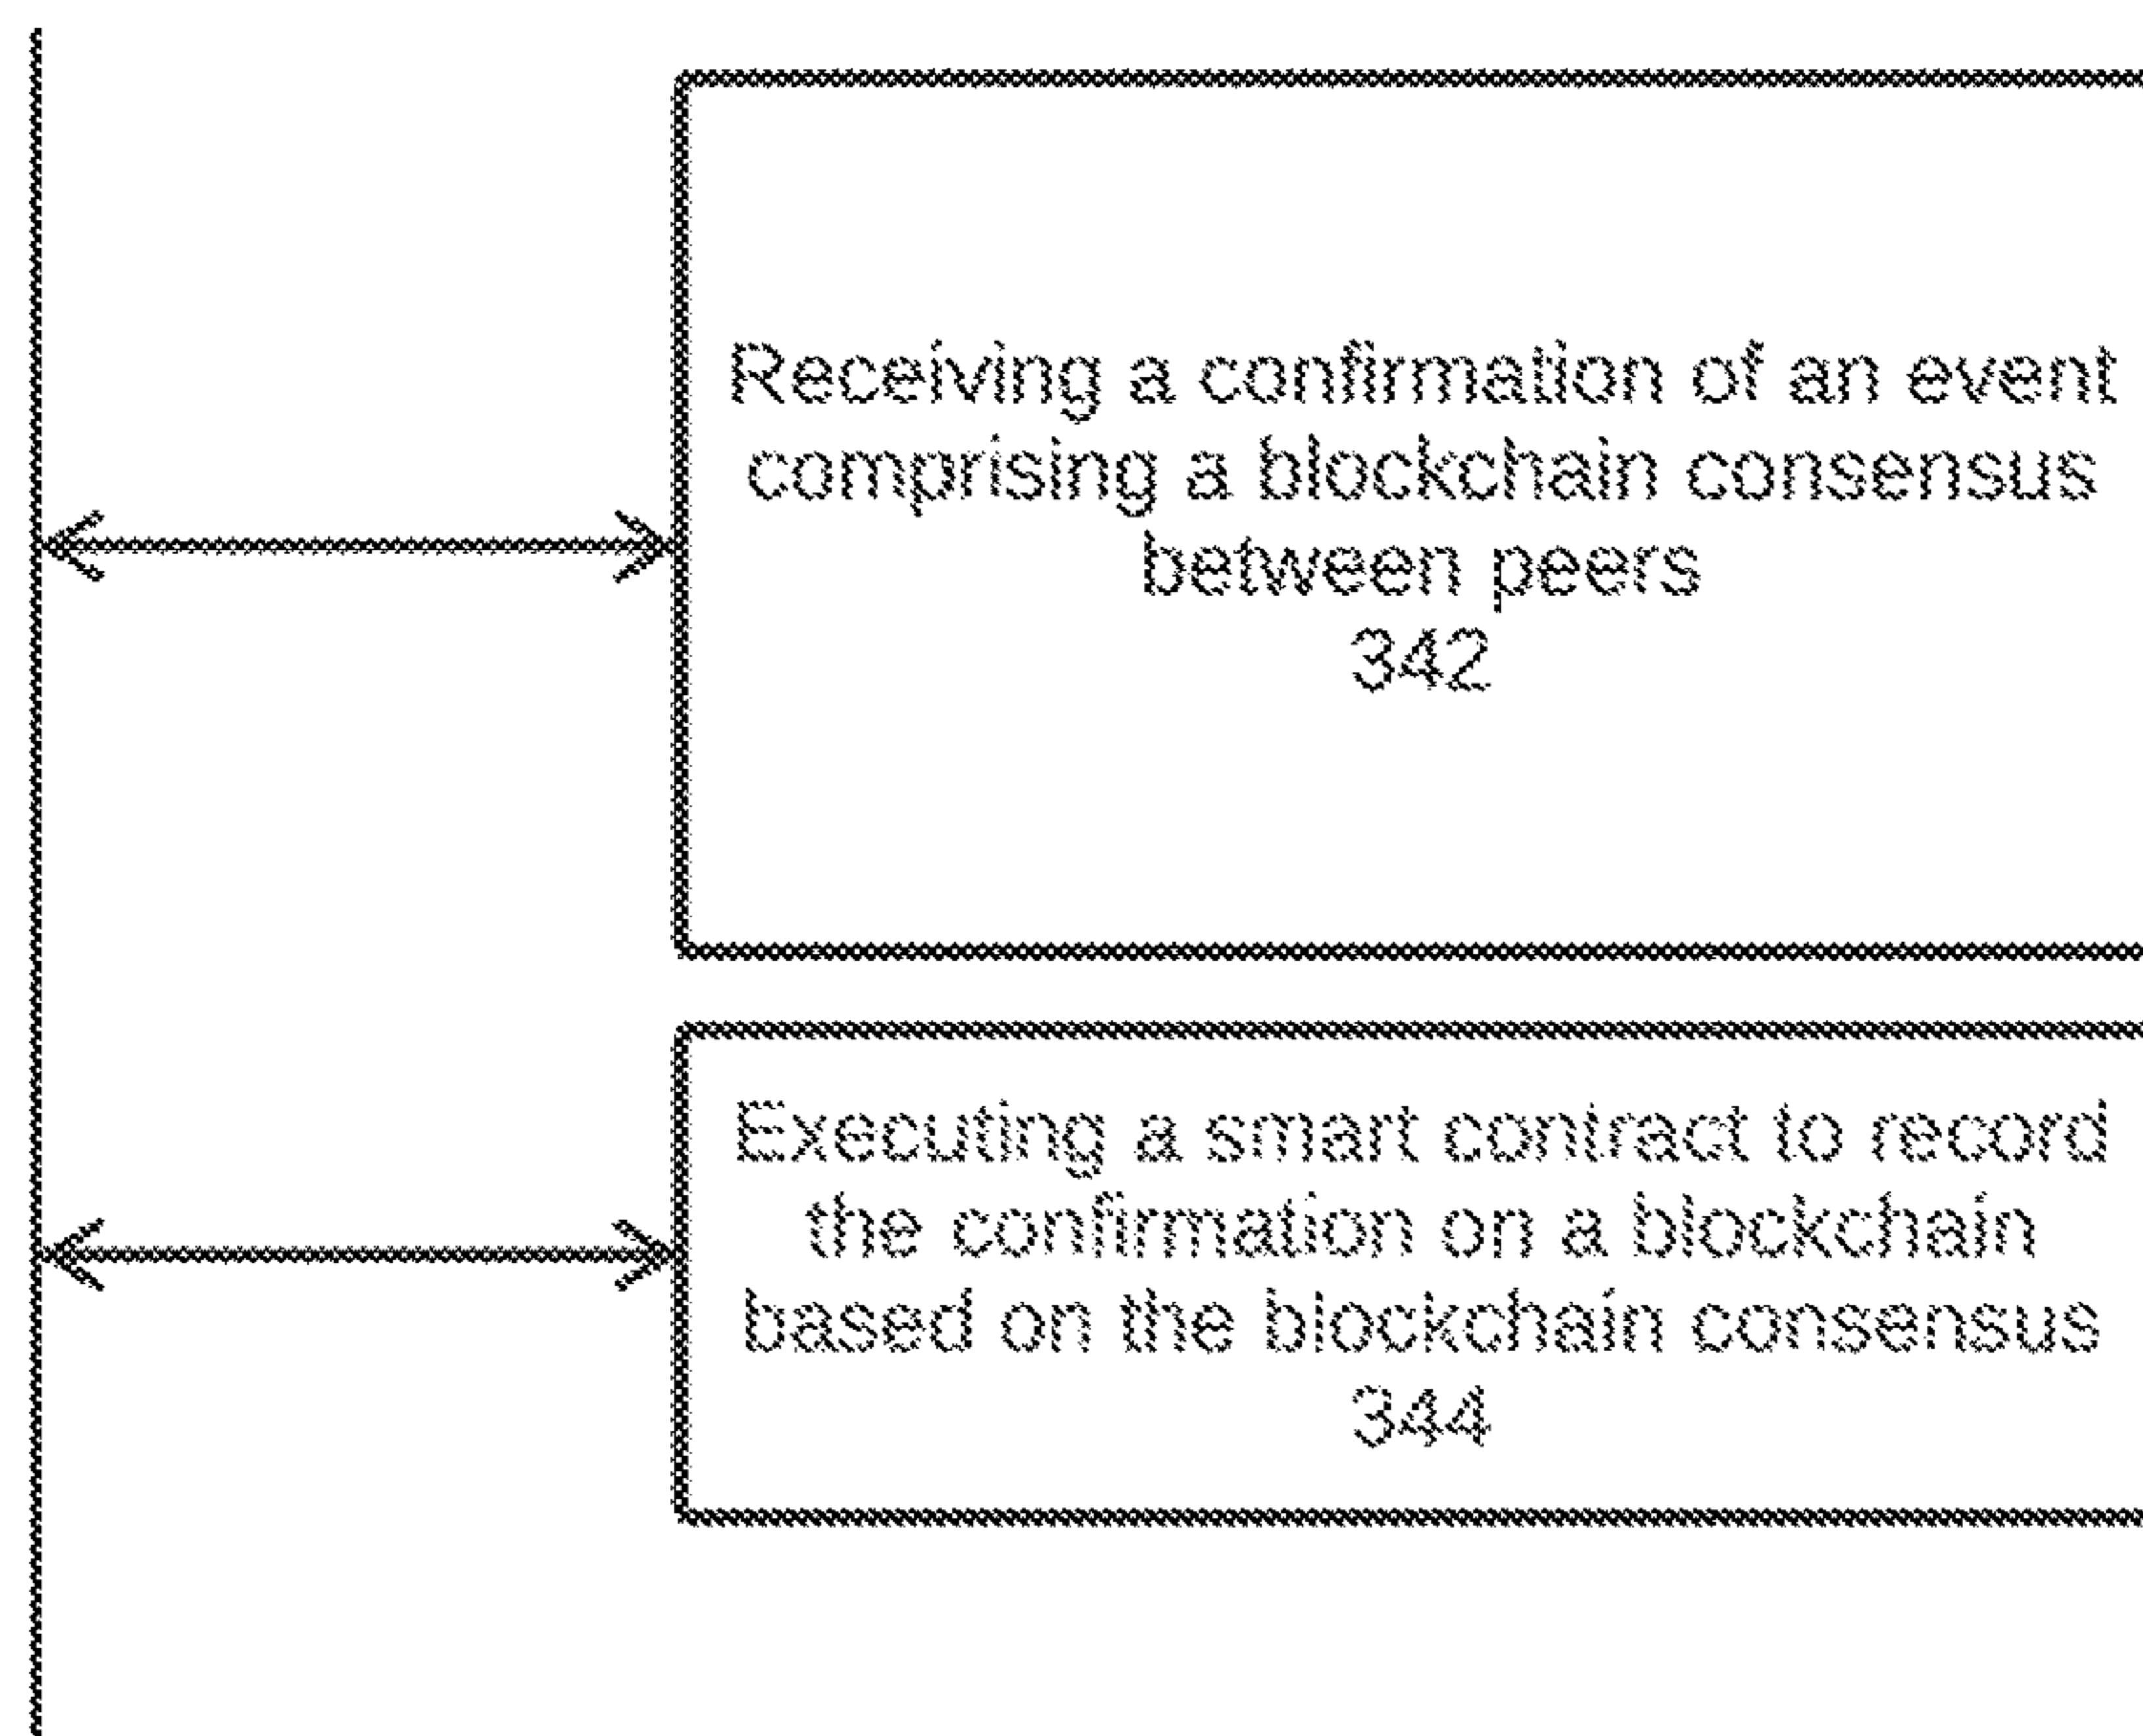 Receiving a confirmation of an event
comprising a blockchain consensus
between peers
342
Executing a smart contract to record
the confirmation on a blockchain
based on the blockchain consensus
344